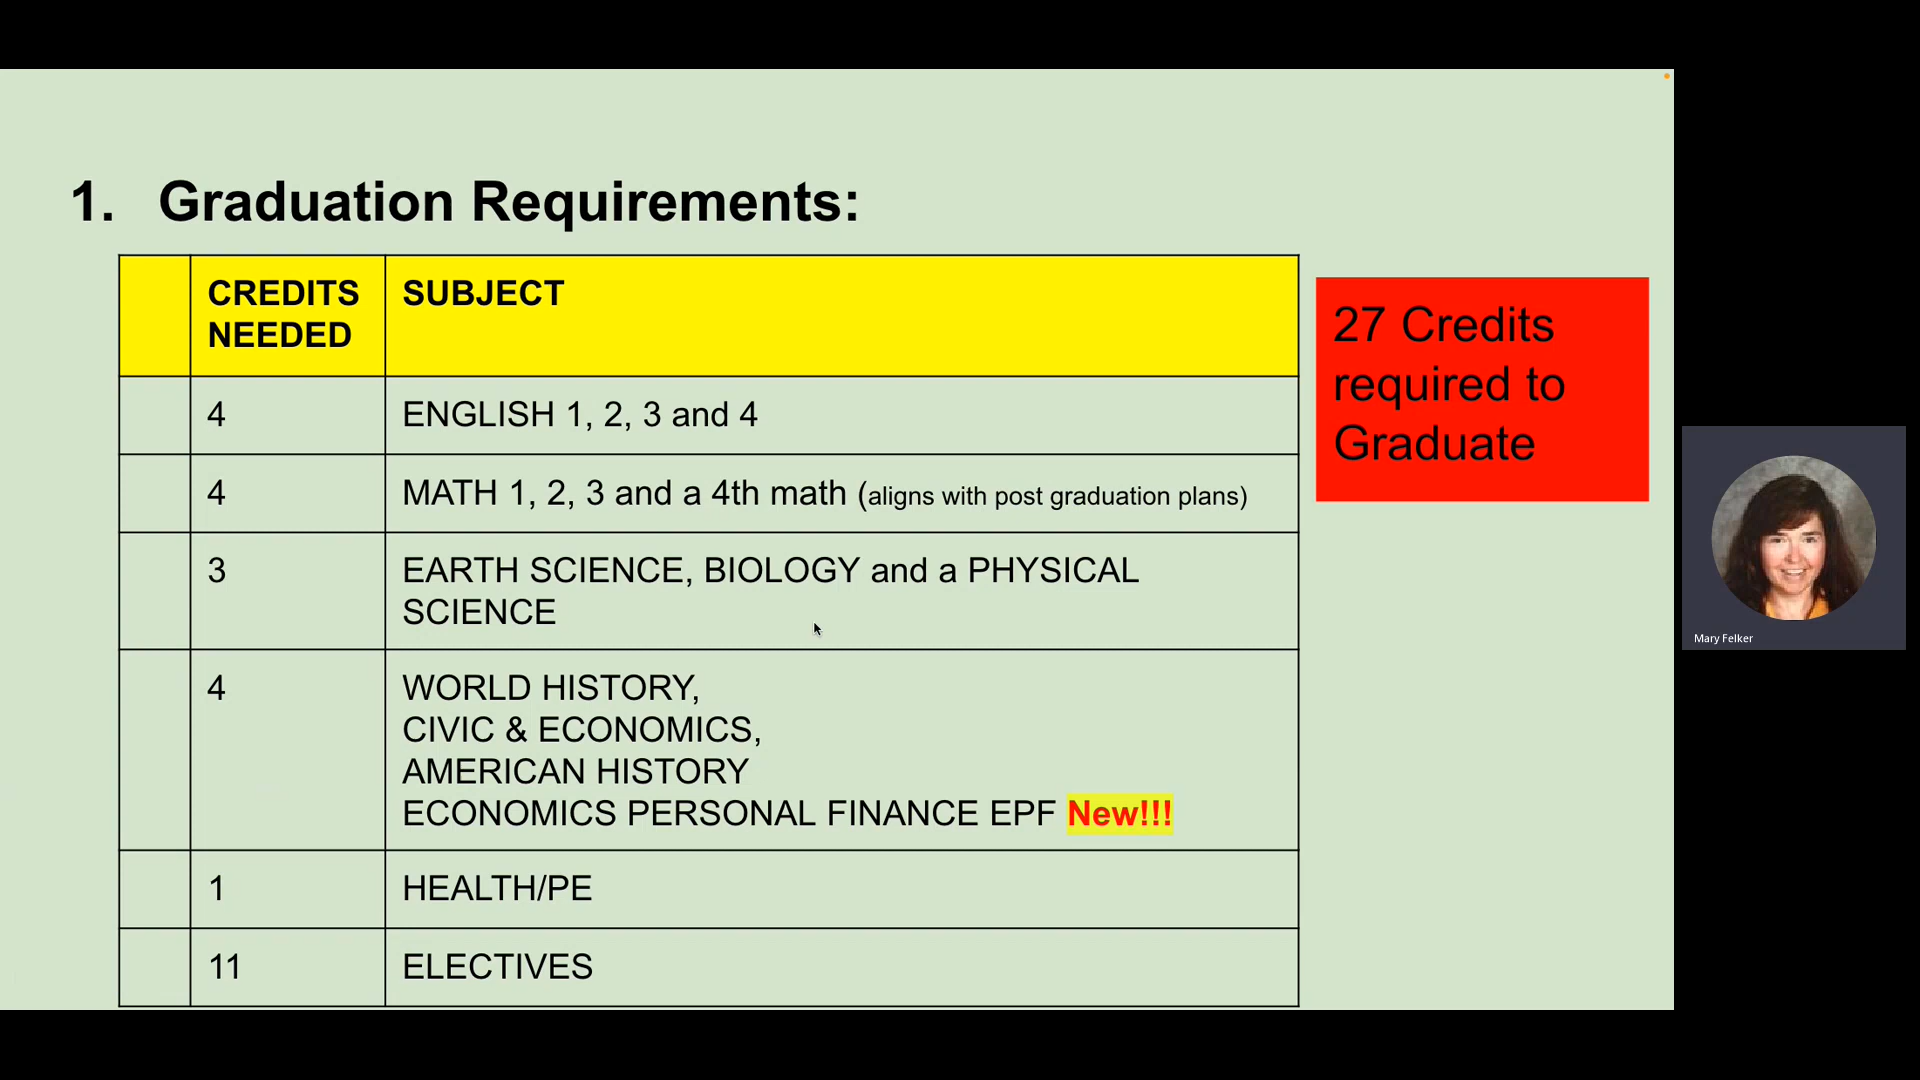 1. Graduation Requirements:
CREDITS NEEDED
SUBJECT
4
ENGLISH 1, 2, 3 and 4
4
MATH 1, 2, 3 and a 4th math (aligns with post graduation plans)
3
EARTH SCIENCE, BIOLOGY and a PHYSICAL
SCIENCE
4
WORLD HISTORY,
CIVIC & ECONOMICS,
AMERICAN HISTORY
ECONOMICS PERSONAL FINANCE EPF New!!!
1
HEALTH/PE
11
ELECTIVES
27 Credits
required to
Graduate
Mary Felker